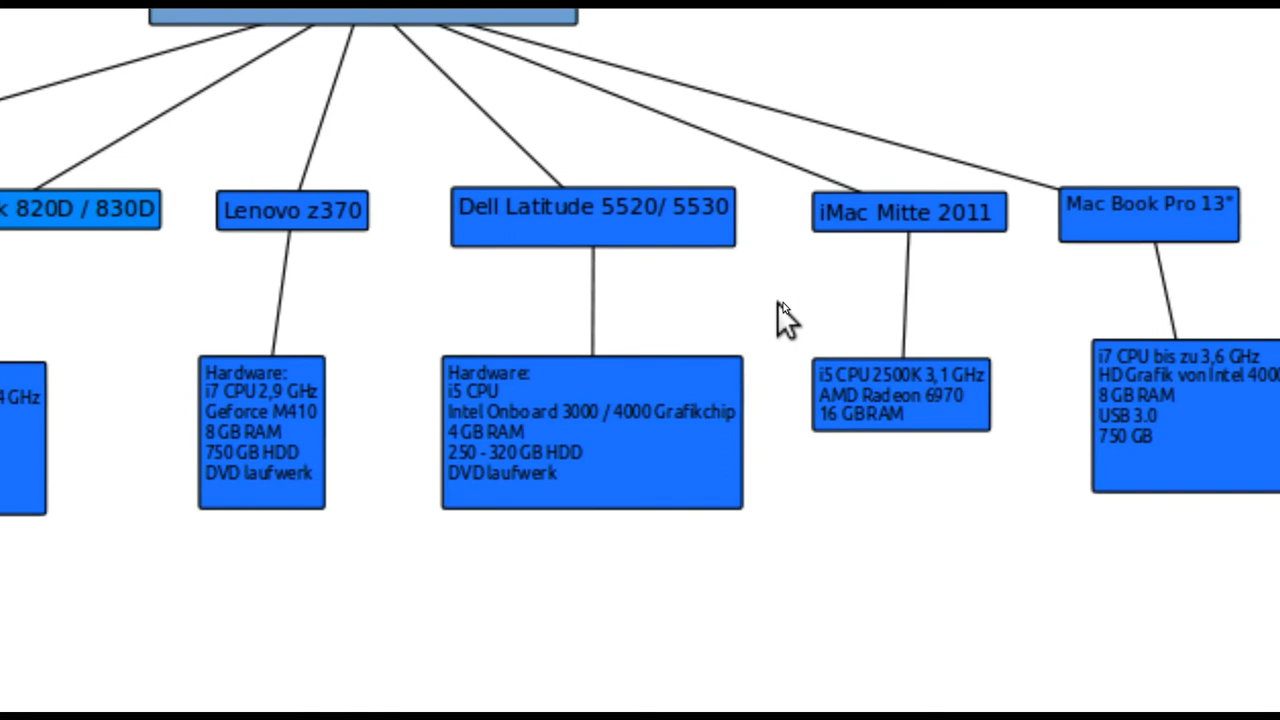 k 820D / 830D
Lenovo z370
Dell Latitude 5520/ 5530
iMac Mitte 2011
Mac Book Pro 13"
4 GHz
Hardware:
i7 CPU 2,9 GHz
Geforce M410
8 GB RAM
750 GB HDD
DVD laufwerk
Hardware:
i5 CPU
Intel Onboard 3000 / 4000 Grafikchip
4 GB RAM
250 - 320 GB HDD
DVD laufwerk
i5 CPU 2500K 3,1 GHz
AMD Radeon 6970
16 GB RAM
i7 CPU bis zu 3,6 GHz
HD Grafik von Intel 4000
8 GB RAM
USB 3.0
750 GB